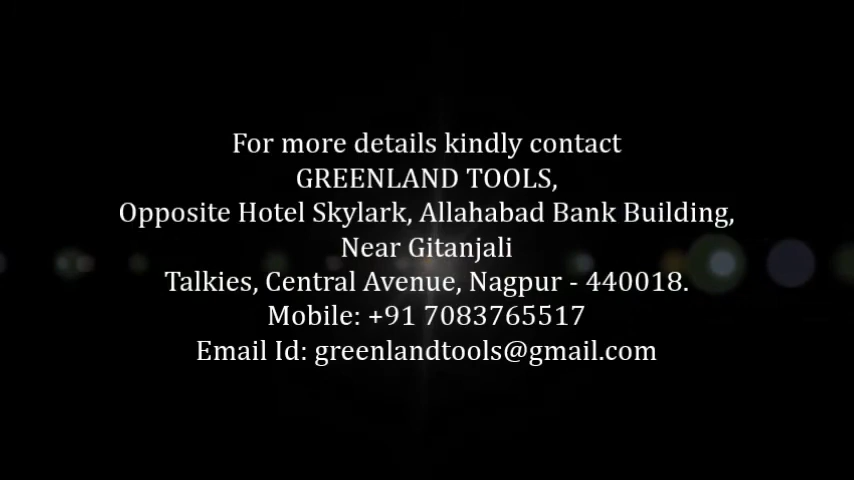 For more details kindly contact
GREENLAND TOOLS,
Opposite Hotel Skylark, Allahabad Bank Building,
Near Gitanjali
Talkies, Central Avenue, Nagpur - 440018.
Mobile: +91 7083765517
Email Id: greenlandtools@gmail.com